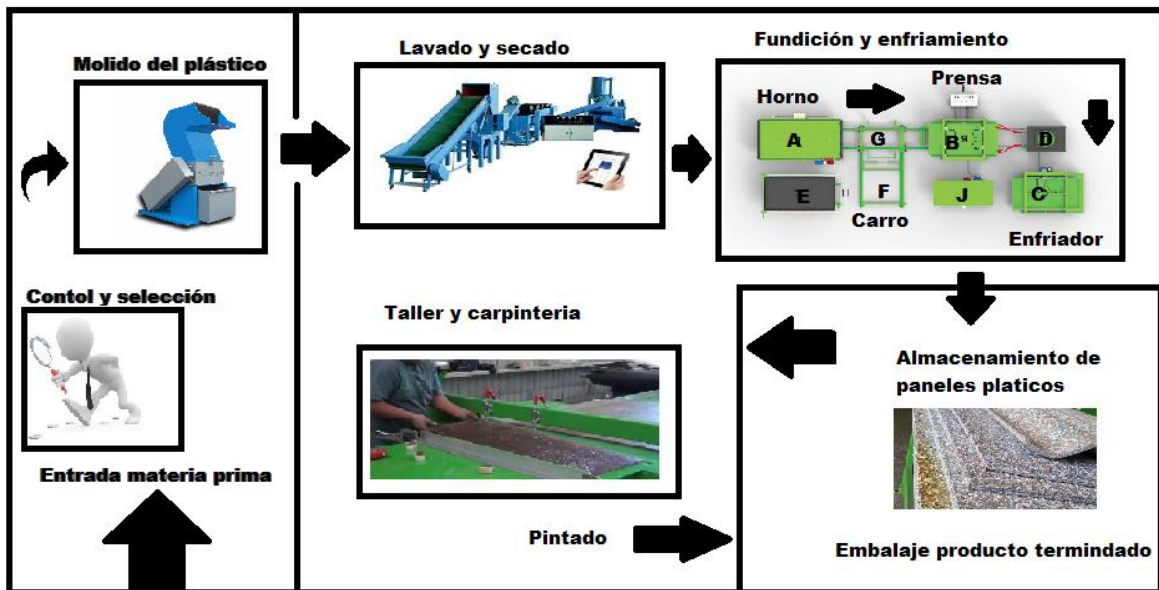 Molido del plástico
Contol y selección
Entrada materia prima
Lavado y secado
Fundición y enfriamiento
Prensa
Horno
A
G
B
D
E
F
J
C
Carro
Enfriador
Taller y carpinteria
Pintado
Almacenamiento de
paneles platicos
Embalaje producto termindado